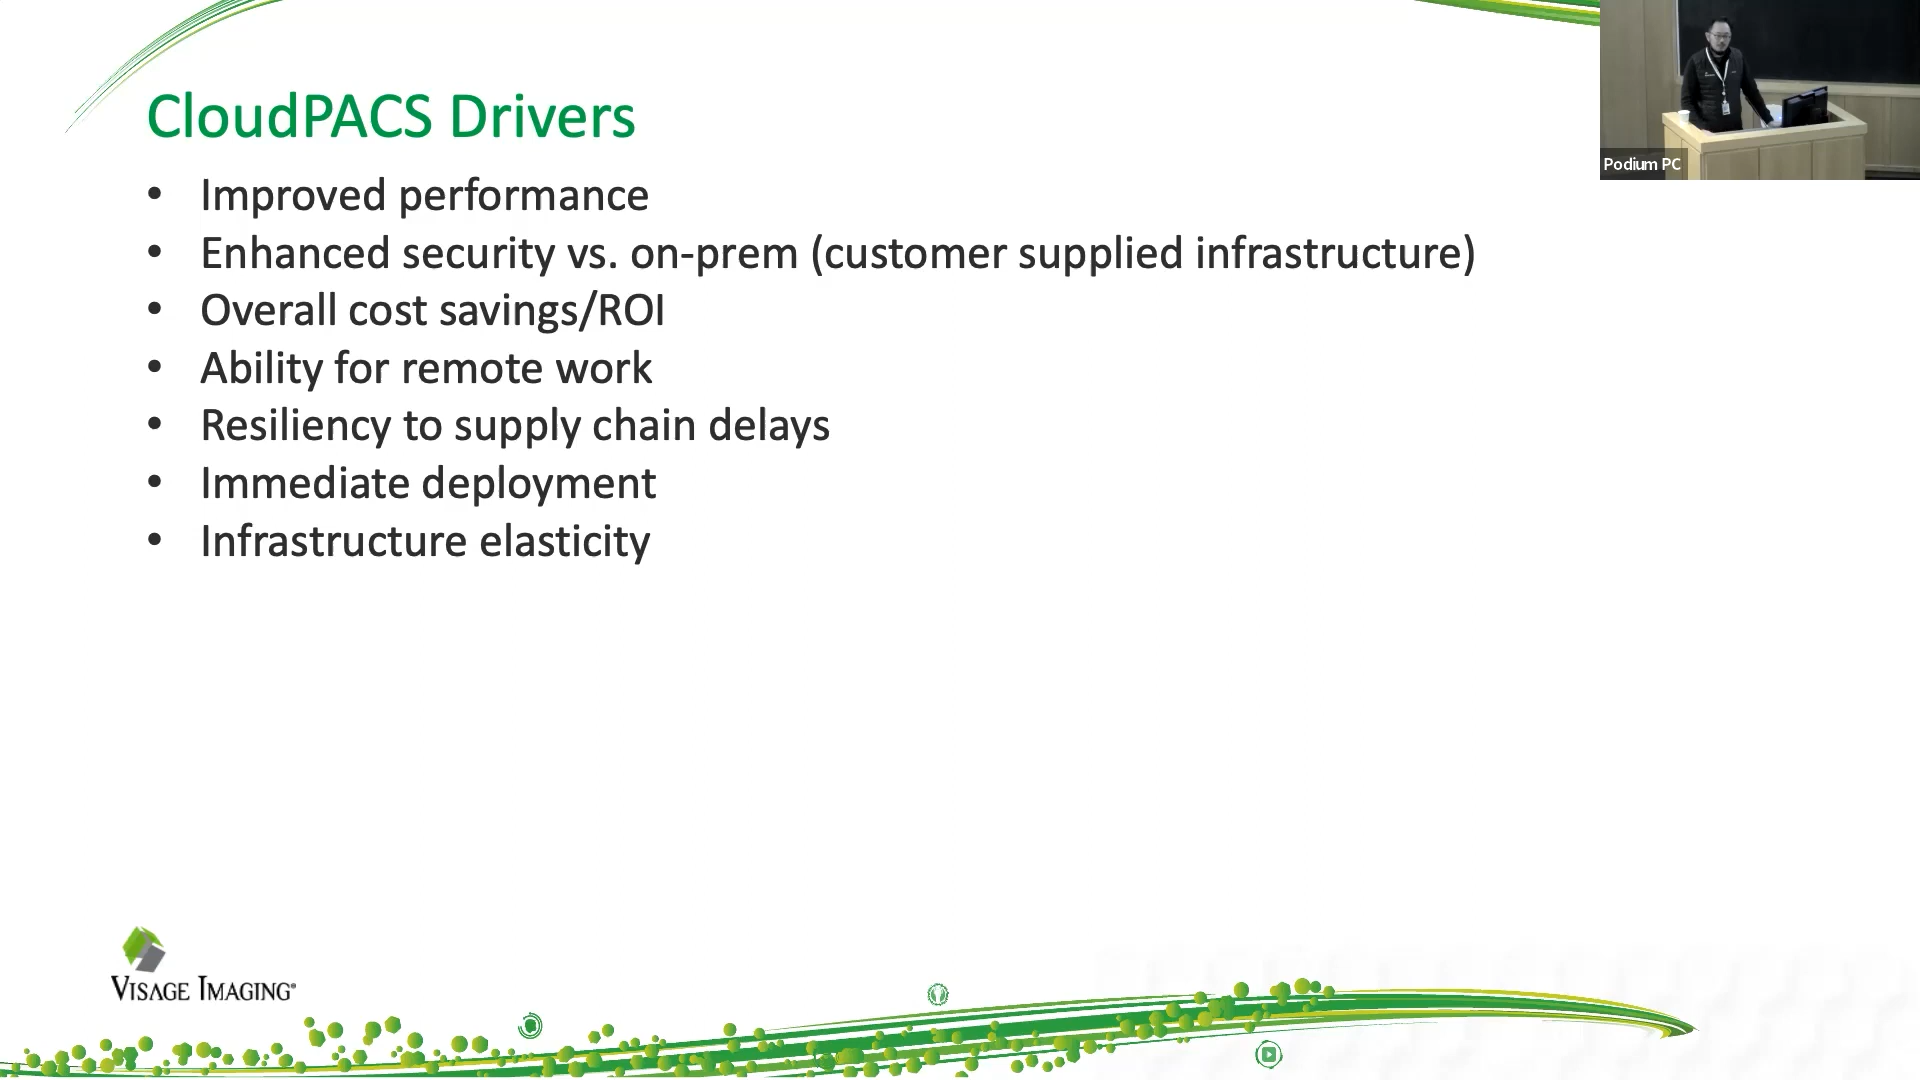 CloudPACS Drivers
• Improved performance
• Enhanced security vs. on-prem (customer supplied infrastructure)
• Overall cost savings/ROI
• Ability for remote work
• Resiliency to supply chain delays
• Immediate deployment
• Infrastructure elasticity
Podium PC
VISAGE IMAGING®